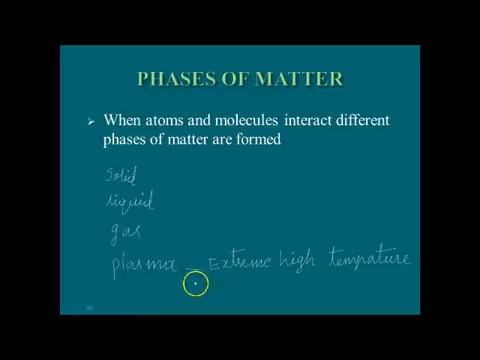 PHASES OF MATTER
When atoms and molecules interact different
phases of matter are formed
solid
liquid
gas
plasma — Extreme high tempature